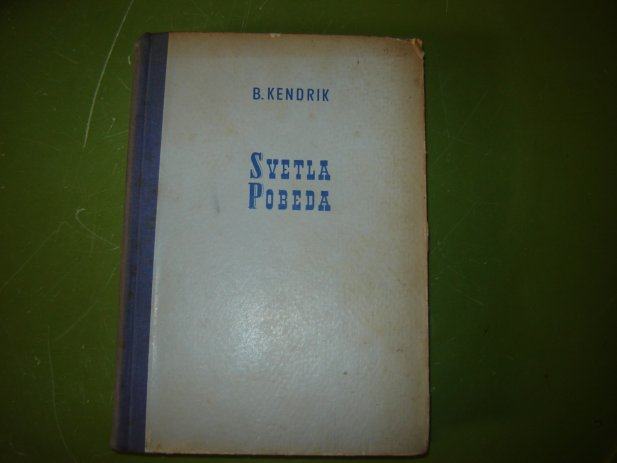 B. KENDRIK
SVETLA
POBEDA